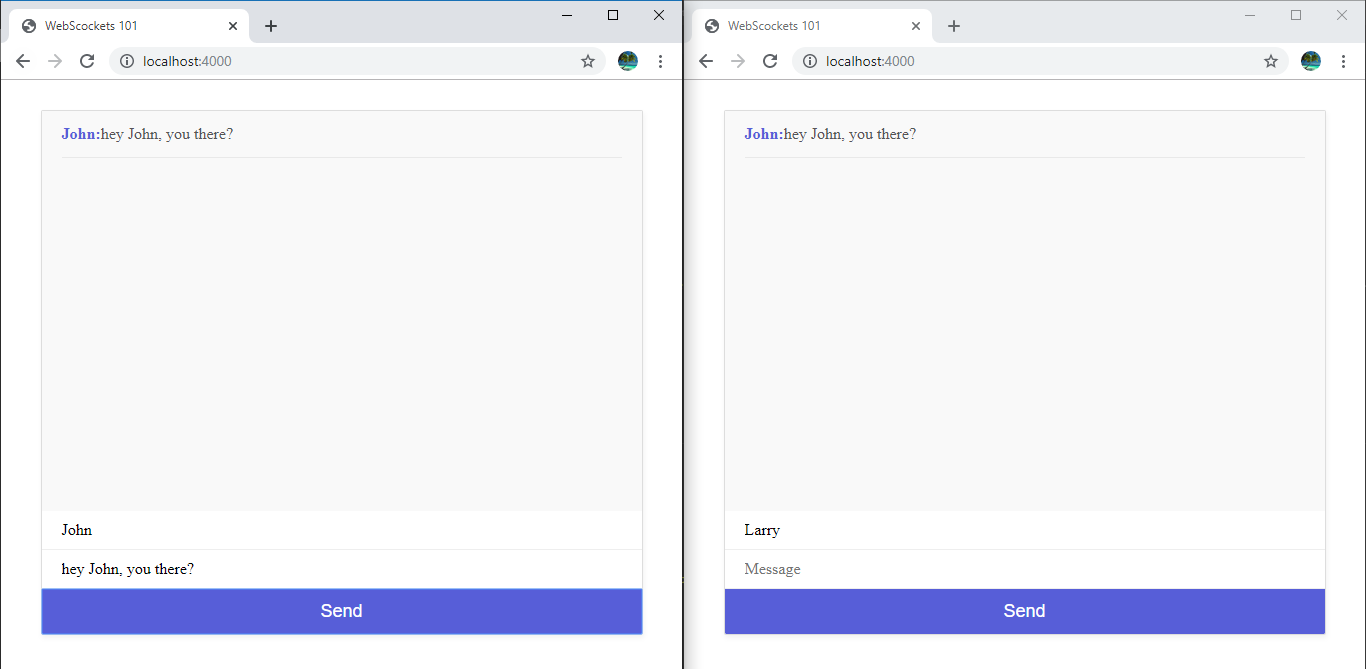 WebScockets 101
localhost:4000
John:hey John, you there?
John
hey John, you there?
Send
WebScockets 101
localhost:4000
John:hey John, you there?
Larry
Message
Send